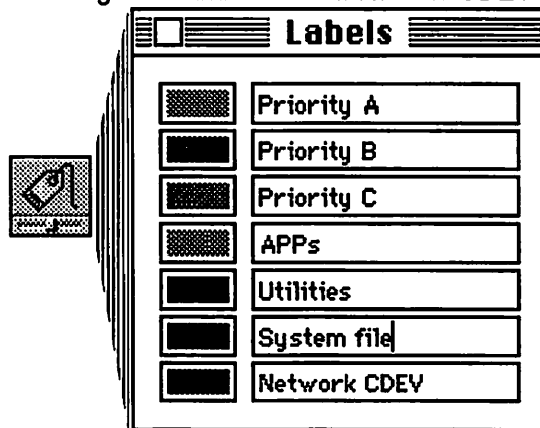 Labels
Priority A
Priority B
Priority C
APPs
Utilities
System file
Network CDEV